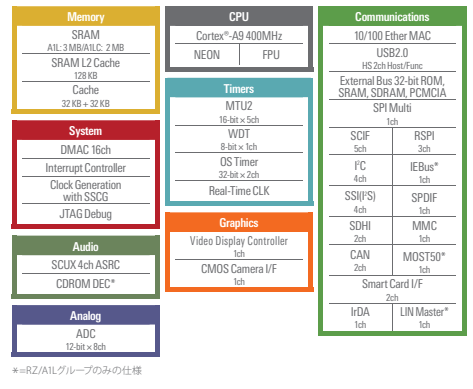 Memory
SRAM
A1L: 3 MB/A1LC: 2 MB
SRAM L2 Cache
128 KB
Cache
32 KB + 32 KB
System
DMAC 16ch
Interrupt Controller
Clock Generation
with SSCG
JTAG Debug
Audio
SCUX 4ch ASRC
CDROM DEC*
Analog
ADC
12-bit × 8ch
CPU
Cortex®-A9 400MHz
NEON FPU
Timers
MTU2
16-bit × 5ch
WDT
8-bit × 1ch
OS Timer
32-bit × 2ch
Real-Time CLK
Graphics
Video Display Controller
1ch
CMOS Camera I/F
1ch
Communications
10/100 Ether MAC
USB2.0
HS 2ch Host/Func
External Bus 32-bit ROM,
SRAM, SDRAM, PCMCIA
SPI Multi
1ch
SCIF RSPI
5ch 3ch
I²C IEBus*
4ch 1ch
SSI(I²S) SPDIF
4ch 1ch
SDHI MMC
2ch 1ch
CAN MOST50*
2ch 1ch
Smart Card I/F
2ch
IrDA LIN Master*
1ch 1ch
*=RZ/A1Lグループのみの仕様